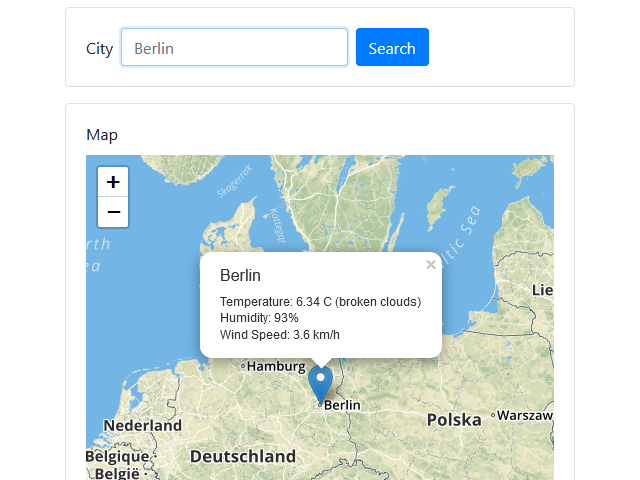 City
Berlin
Search
Map
+
−
Skagerrak
Kattegat
rth
ea
ltic Sea
Berlin
×
Temperature: 6.34 C (broken clouds)
Humidity: 93%
Wind Speed: 3.6 km/h
Lie
Hamburg
Berlin
Nederland
Polska
Warszaw
Belgique ·
België ·
Deutschland